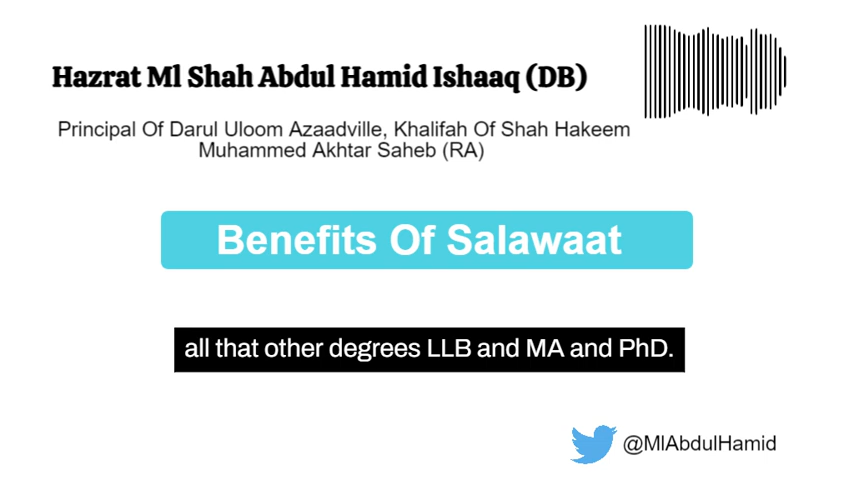 Hazrat Ml Shah Abdul Hamid Ishaaq (DB)
Principal Of Darul Uloom Azaadville, Khalifah Of Shah Hakeem
Muhammed Akhtar Saheb (RA)
Benefits Of Salawaat
all that other degrees LLB and MA and PhD.
@MlAbdulHamid